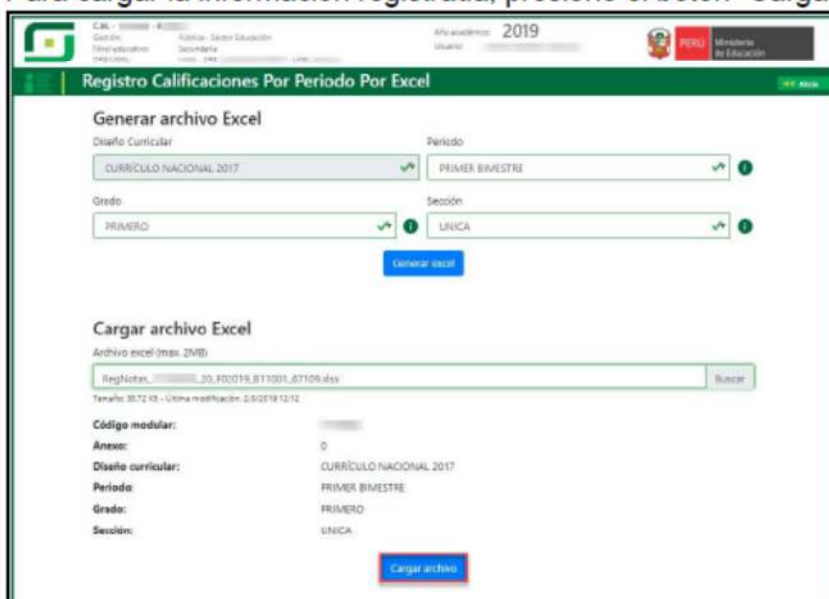 Para cargar la información registrada, presione el botón "Carga
C.M. - - 0
Año académico: 2019
Gestión: Pública - Sector Educación
Usuario:
Nivel educativo: Secundaria
PERÚ Ministerio de Educación
Registro Calificaciones Por Periodo Por Excel
Atrás
Generar archivo Excel
Diseño Curricular Periodo
CURRÍCULO NACIONAL 2017 PRIMER BIMESTRE
Grado Sección
PRIMERO UNICA
Generar excel
Cargar archivo Excel
Archivo excel (max. 2MB)
Buscar
Código modular:
Anexo: 0
Diseño curricular: CURRÍCULO NACIONAL 2017
Periodo: PRIMER BIMESTRE
Grado: PRIMERO
Sección: UNICA
Cargar archivo